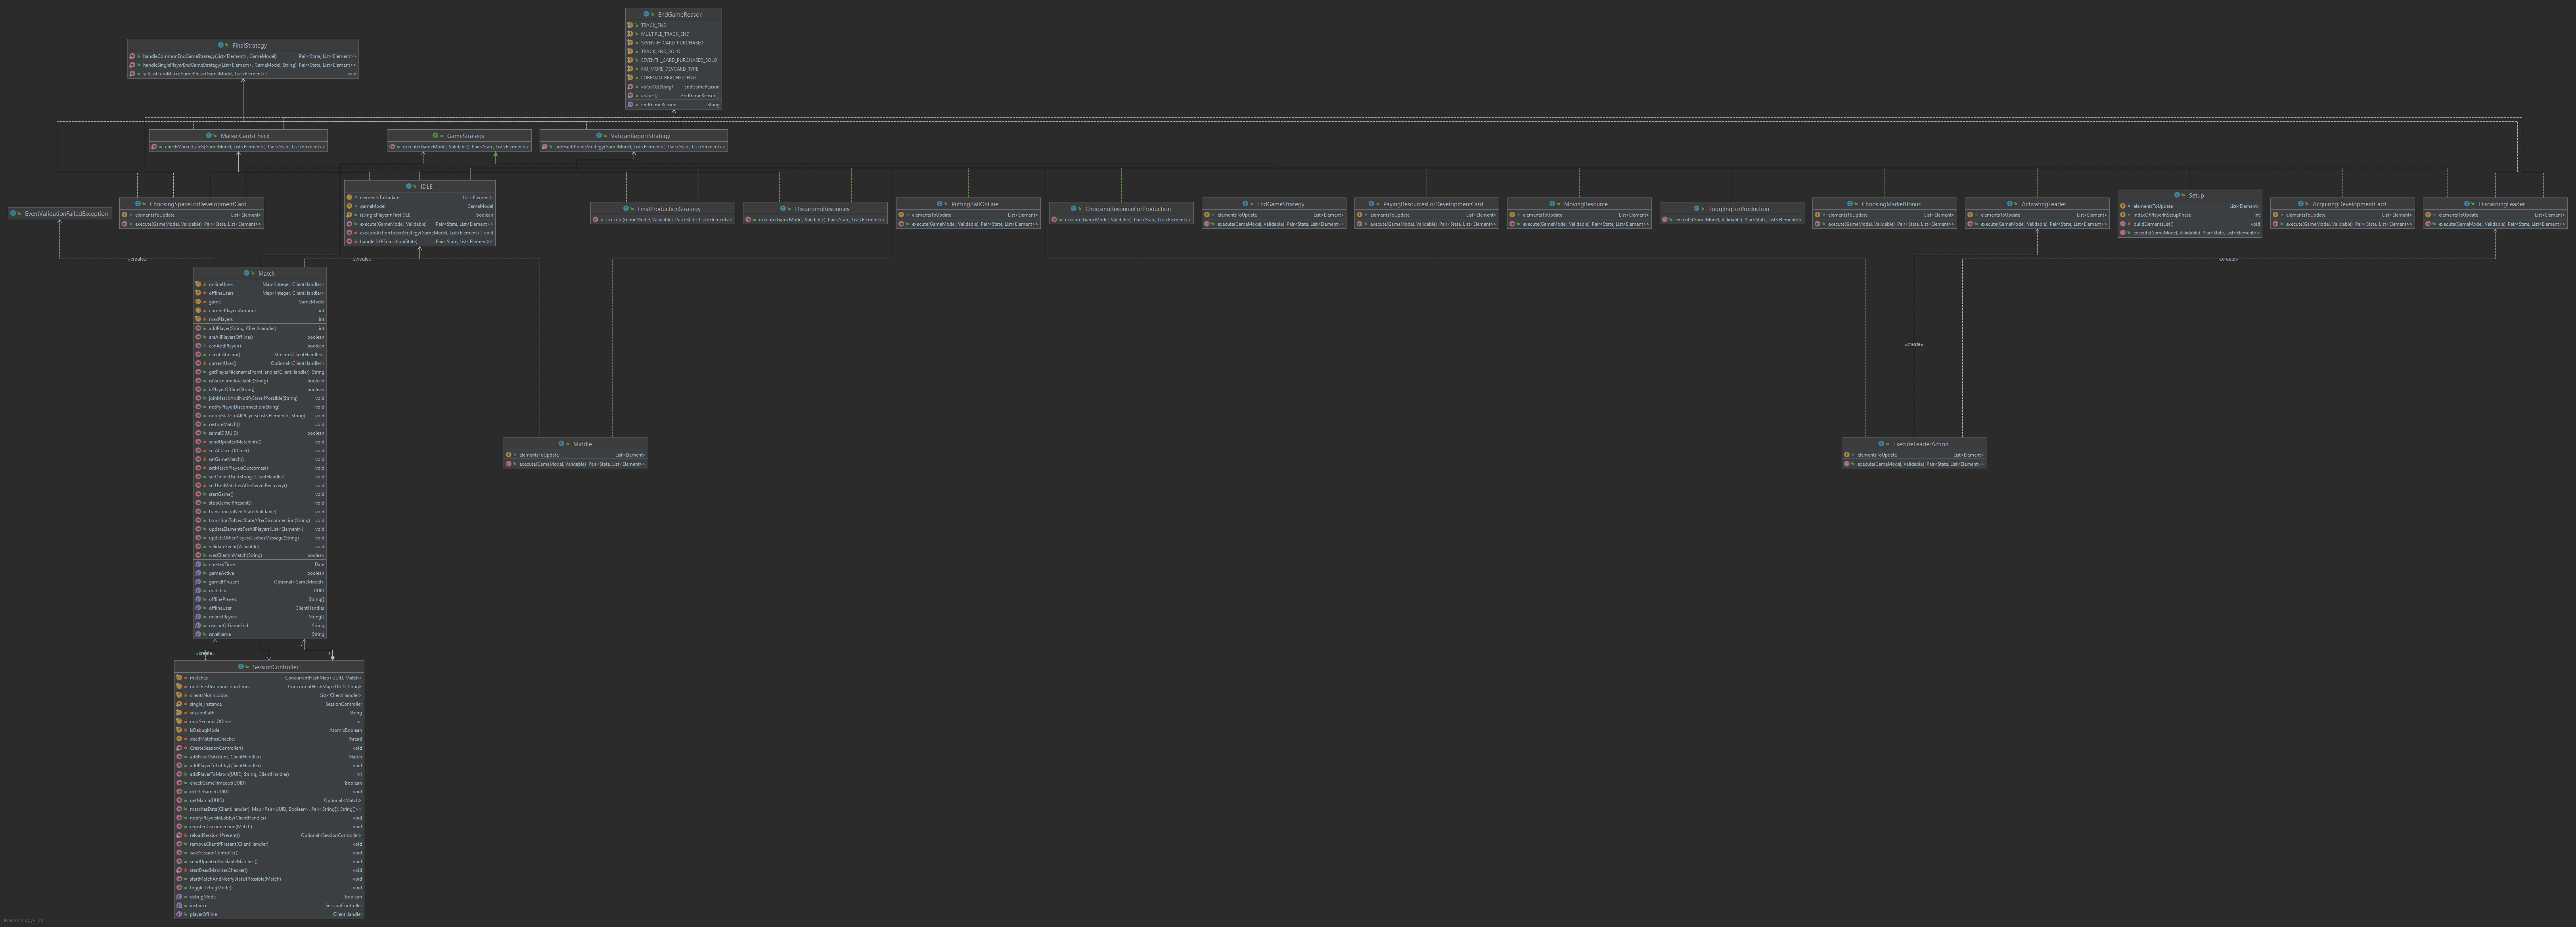 EndGameReason
TRACK_END
MULTIPLE_TRACK_END
SEVENTH_CARD_PURCHASED
TRACK_END_SOLO
SEVENTH_CARD_PURCHASED_SOLO
NO_MORE_DEVCARD_TYPE
LORENZO_REACHED_END
valueOf(String) EndGameReason
values() EndGameReason[]
endGameReason String
FinalStrategy
handleCommonEndGameStrategy(List<Element>, GameModel) Pair<State, List<Element>>
handleSinglePlayerEndGameStrategy(List<Element>, GameModel, String) Pair<State, List<Element>>
setLastTurnMacroGamePhase(GameModel, List<Element>) void
MarketCardsCheck
checkMarketCards(GameModel, List<Element>) Pair<State, List<Element>>
GameStrategy
execute(GameModel, Validable) Pair<State, List<Element>>
VaticanReportStrategy
addFaithPointsStrategy(GameModel, List<Element>) Pair<State, List<Element>>
EventValidationFailedException
ChoosingSpaceForDevelopmentCard
elementsToUpdate List<Element>
execute(GameModel, Validable) Pair<State, List<Element>>
IDLE
elementsToUpdate List<Element>
gameModel GameModel
isSinglePlayerInFirstIDLE boolean
execute(GameModel, Validable) Pair<State, List<Element>>
executeActionTokenStrategy(GameModel, List<Element>) void
handleIDLETransition(State) Pair<State, List<Element>>
FinalProductionStrategy
execute(GameModel, Validable) Pair<State, List<Element>>
DiscardingResources
execute(GameModel, Validable) Pair<State, List<Element>>
PuttingBallOnLine
elementsToUpdate List<Element>
execute(GameModel, Validable) Pair<State, List<Element>>
ChoosingResourceForProduction
execute(GameModel, Validable) Pair<State, List<Element>>
EndGameStrategy
elementsToUpdate List<Element>
execute(GameModel, Validable) Pair<State, List<Element>>
PayingResourcesForDevelopmentCard
elementsToUpdate List<Element>
execute(GameModel, Validable) Pair<State, List<Element>>
MovingResource
elementsToUpdate List<Element>
execute(GameModel, Validable) Pair<State, List<Element>>
TogglingForProduction
execute(GameModel, Validable) Pair<State, List<Element>>
ChoosingMarketBonus
elementsToUpdate List<Element>
execute(GameModel, Validable) Pair<State, List<Element>>
ActivatingLeader
elementsToUpdate List<Element>
execute(GameModel, Validable) Pair<State, List<Element>>
Setup
elementsToUpdate List<Element>
indexOfPlayerInSetupPhase int
buildElementsList() void
execute(GameModel, Validable) Pair<State, List<Element>>
AcquiringDevelopmentCard
elementsToUpdate List<Element>
execute(GameModel, Validable) Pair<State, List<Element>>
DiscardingLeader
elementsToUpdate List<Element>
execute(GameModel, Validable) Pair<State, List<Element>>
«create»
«create»
«create»
Match
onlineUsers Map<Integer, ClientHandler>
offlineUsers Map<Integer, ClientHandler>
game GameModel
currentPlayersAmount int
maxPlayers int
addPlayer(String, ClientHandler) int
areAllPlayersOffline() boolean
canAddPlayer() boolean
clientsStream() Stream<ClientHandler>
currentUser() Optional<ClientHandler>
getPlayerNicknameFromHandler(ClientHandler) String
isNicknameAvailable(String) boolean
isPlayerOffline(String) boolean
joinMatchAndNotifyStateIfPossible(String) void
notifyPlayerDisconnection(String) void
notifyStateToAllPlayers(List<Element>, String) void
restoreMatch() void
sameID(UUID) boolean
sendUpdatedMatchInfo() void
setAllUsersOffline() void
setGameMatch() void
setMatchPlayersOutcomes() void
setOnlineUser(String, ClientHandler) void
setUserMatchesAfterServerRecovery() void
startGame() void
stopGameIfPresent() void
transitionToNextState(Validable) void
transitionToNextStateAfterDisconnection(String) void
updateElementsForAllPlayers(List<Element>) void
updateOtherPlayersCachesMessage(String) void
validateEvent(Validable) void
wasClientInMatch(String) boolean
createdTime Date
gameActive boolean
gameIfPresent Optional<GameModel>
matchId UUID
offlinePlayers String[]
offlineUser ClientHandler
onlinePlayers String[]
reasonOfGameEnd String
saveName String
«create»
Middle
elementsToUpdate List<Element>
execute(GameModel, Validable) Pair<State, List<Element>>
ExecuteLeaderAction
elementsToUpdate List<Element>
execute(GameModel, Validable) Pair<State, List<Element>>
*
«create»
1
SessionController
matches ConcurrentHashMap<UUID, Match>
matchesDisconnectionTimes ConcurrentHashMap<UUID, Long>
clientsNotInLobby List<ClientHandler>
single_instance SessionController
sessionPath String
maxSecondsOffline int
isDebugMode AtomicBoolean
deadMatchesChecker Thread
CreateSessionController() void
addNewMatch(int, ClientHandler) Match
addPlayerToLobby(ClientHandler) void
addPlayerToMatch(UUID, String, ClientHandler) int
checkGameTimeout(UUID) boolean
deleteGame(UUID) void
getMatch(UUID) Optional<Match>
matchesData(ClientHandler) Map<Pair<UUID, Boolean>, Pair<String[], String[]>>
notifyPlayersInLobby(ClientHandler) void
registerDisconnection(Match) void
reloadSessionIfPresent() Optional<SessionController>
removeClientIfPresent(ClientHandler) void
saveSessionController() void
sendUpdatedAvailableMatches() void
startDeadMatchesChecker() void
startMatchAndNotifyStateIfPossible(Match) void
toggleDebugMode() void
debugMode boolean
instance SessionController
playerOffline ClientHandler
Powered by yFiles